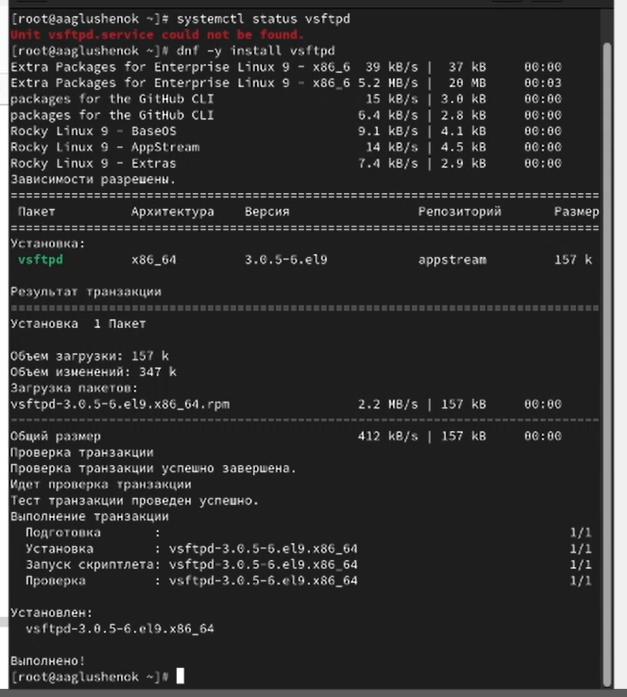 [root@aaglushenok ~]# systemctl status vsftpd
Unit vsftpd.service could not be found.
[root@aaglushenok ~]# dnf -y install vsftpd
Extra Packages for Enterprise Linux 9 - x86_6 39 kB/s | 37 kB 00:00
Extra Packages for Enterprise Linux 9 - x86_6 5.2 MB/s | 20 MB 00:03
packages for the GitHub CLI 15 kB/s | 3.0 kB 00:00
packages for the GitHub CLI 6.4 kB/s | 2.8 kB 00:00
Rocky Linux 9 - BaseOS 9.1 kB/s | 4.1 kB 00:00
Rocky Linux 9 - AppStream 14 kB/s | 4.5 kB 00:00
Rocky Linux 9 - Extras 7.4 kB/s | 2.9 kB 00:00
Зависимости разрешены.
================================================================================
Пакет Архитектура Версия Репозиторий Размер
================================================================================
Установка:
vsftpd x86_64 3.0.5-6.el9 appstream 157 k

Результат транзакции
================================================================================
Установка 1 Пакет

Объем загрузки: 157 k
Объем изменений: 347 k
Загрузка пакетов:
vsftpd-3.0.5-6.el9.x86_64.rpm 2.2 MB/s | 157 kB 00:00
--------------------------------------------------------------------------------
Общий размер 412 kB/s | 157 kB 00:00
Проверка транзакции
Проверка транзакции успешно завершена.
Идет проверка транзакции
Тест транзакции проведен успешно.
Выполнение транзакции
Подготовка : 1/1
Установка : vsftpd-3.0.5-6.el9.x86_64 1/1
Запуск скриптлета: vsftpd-3.0.5-6.el9.x86_64 1/1
Проверка : vsftpd-3.0.5-6.el9.x86_64 1/1

Установлен:
vsftpd-3.0.5-6.el9.x86_64

Выполнено!
[root@aaglushenok ~]#